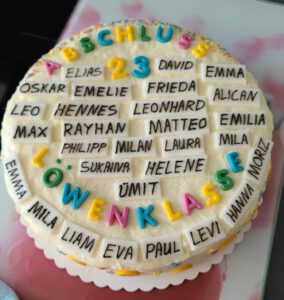 ABSCHLUSS
23
ELIAS DAVID
OSKAR EMELIE FRIEDA EMMA
LEO HENNES LEONHARD ALICAN
MAX RAYHAN MATTEO EMILIA
PHILIPP MILAN LAURA MILA
SUKAINA HELENE
ÜMIT
LÖWENKLASSE
EMMA MILA LIAM EVA PAUL LEVI HANNA MORIZ